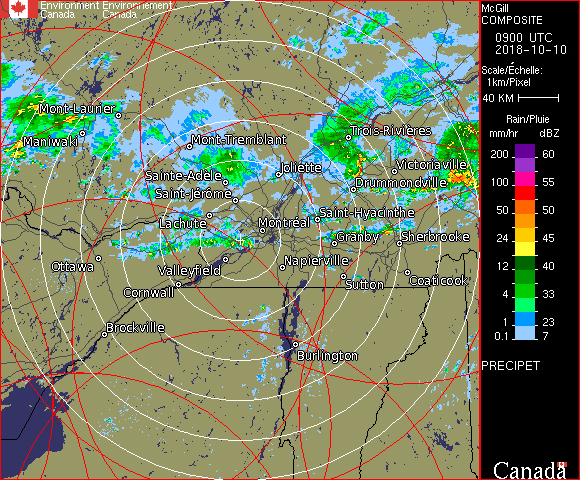 Environment Environnement
Canada Canada
McGill
COMPOSITE
0900 UTC
2018-10-10
Scale/Échelle:
1km/Pixel
40 KM
Rain/Pluie
mm/hr dBZ
200 60
150 57
100 55
50 50
24 45
12 40
4 33
1 23
0.1 7
PRECIPET
Canada
Mont-Laurier
Maniwaki
Mont-Tremblant
Trois-Rivières
Sainte-Adèle
Joliette
Victoriaville
Saint-Jérôme
Drummondville
Lachute
Montréal
Saint-Hyacinthe
Granby
Sherbrooke
Ottawa
Valleyfield
Napierville
Cornwall
Sutton
Coaticook
Brockville
Burlington